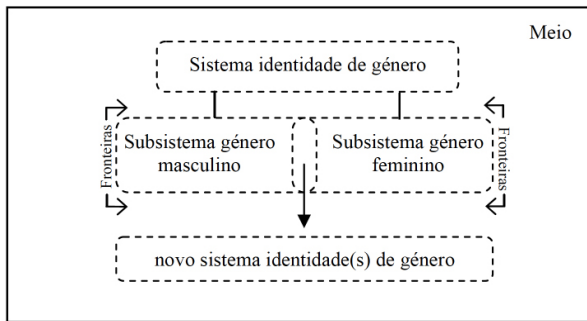 Meio
Sistema identidade de género
Fronteiras
Subsistema género
masculino
Subsistema género
feminino
Fronteiras
novo sistema identidade(s) de género